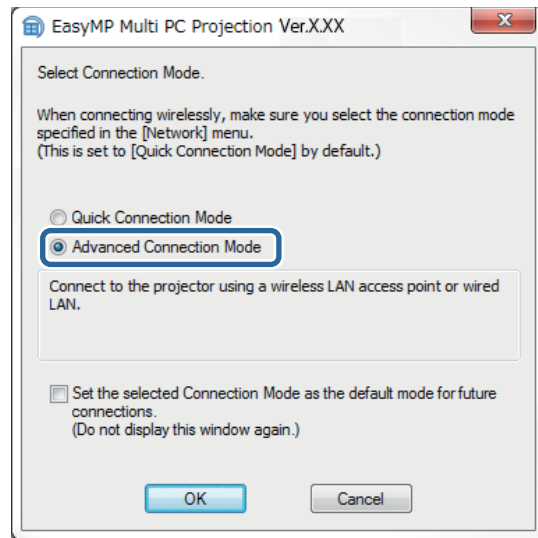 EasyMP Multi PC Projection Ver.X.XX
Select Connection Mode.
When connecting wirelessly, make sure you select the connection mode
specified in the [Network] menu.
(This is set to [Quick Connection Mode] by default.)
Quick Connection Mode
Advanced Connection Mode
Connect to the projector using a wireless LAN access point or wired
LAN.
Set the selected Connection Mode as the default mode for future
connections.
(Do not display this window again.)
OK
Cancel